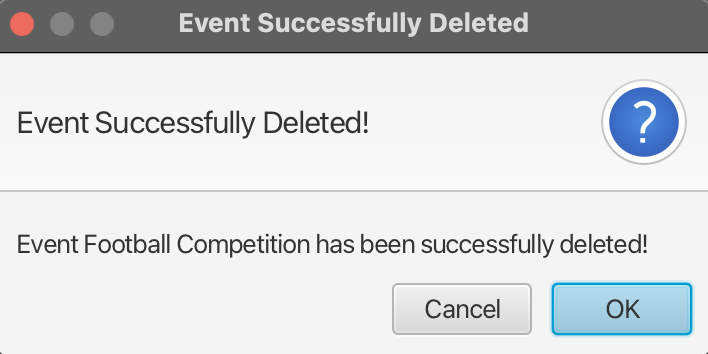 Event Successfully Deleted
Event Successfully Deleted!
?
Event Football Competition has been successfully deleted!
Cancel OK